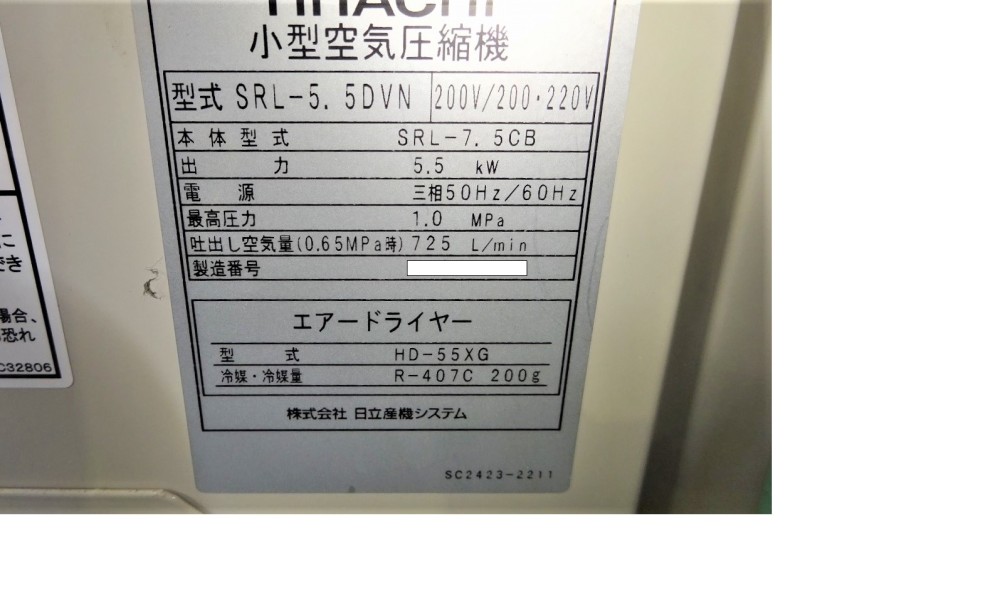 HITACHI
小型空気圧縮機
型式 SRL-5.5DVN 200V/200・220V
本体型式 SRL-7.5CB
出力 5.5 kW
電源 三相50Hz/60Hz
最高圧力 1.0 MPa
吐出し空気量(0.65MPa時) 725 L/min
製造番号
エアードライヤー
型式 HD-55XG
冷媒・冷媒量 R-407C 200g
株式会社 日立産機システム
SC2423-2211
に
でき
場合、
恐れ
C32806